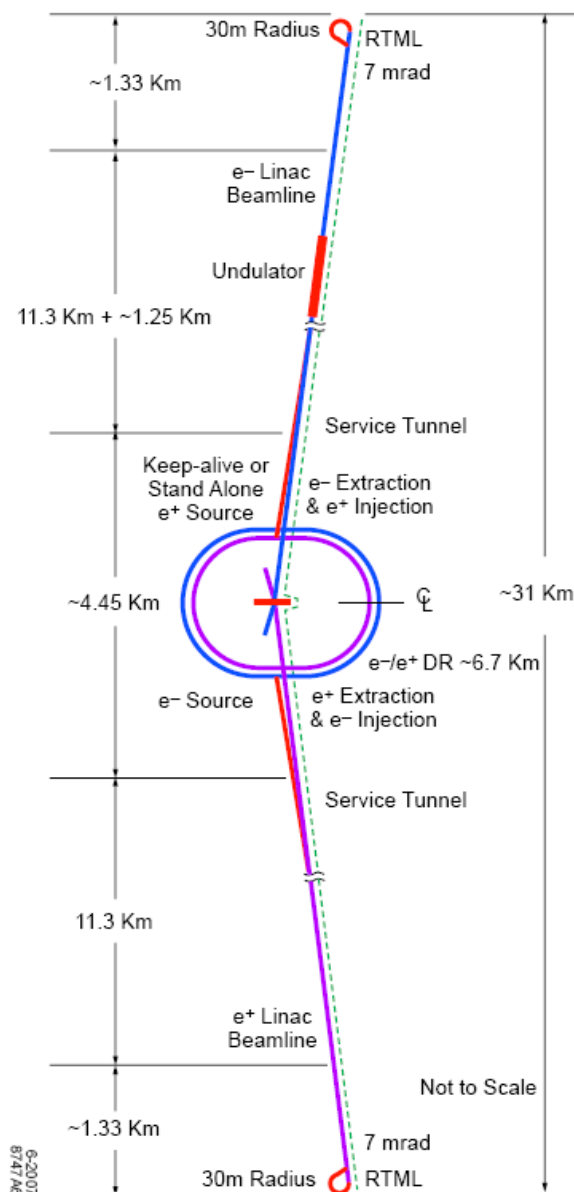 30m Radius
RTML
7 mrad
~1.33 Km
e– Linac
Beamline
Undulator
11.3 Km + ~1.25 Km
Service Tunnel
Keep-alive or
Stand Alone
e+ Source
e– Extraction
& e+ Injection
~4.45 Km
℄
~31 Km
e–/e+ DR ~6.7 Km
e– Source
e+ Extraction
& e– Injection
Service Tunnel
11.3 Km
e+ Linac
Beamline
Not to Scale
~1.33 Km
7 mrad
30m Radius
RTML
6-2007